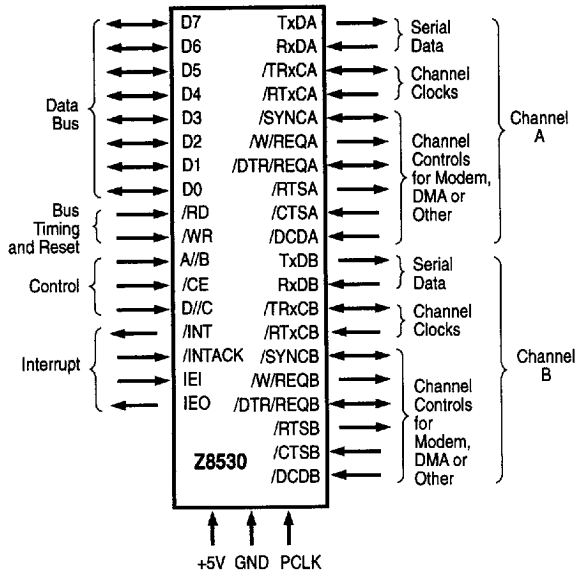 Data
Bus
Bus
Timing
and Reset
Control
Interrupt
D7
D6
D5
D4
D3
D2
D1
D0
/RD
/WR
A//B
/CE
D//C
/INT
/INTACK
IEI
IEO
Z8530
TxDA
RxDA
/TRxCA
/RTxCA
/SYNCA
/W/REQA
/DTR/REQA
/RTSA
/CTSA
/DCDA
TxDB
RxDB
/TRxCB
/RTxCB
/SYNCB
/W/REQB
/DTR/REQB
/RTSB
/CTSB
/DCDB
Serial
Data
Channel
Clocks
Channel
Controls
for Modem,
DMA or
Other
Channel
A
Serial
Data
Channel
Clocks
Channel
Controls
for
Modem,
DMA or
Other
Channel
B
+5V GND PCLK